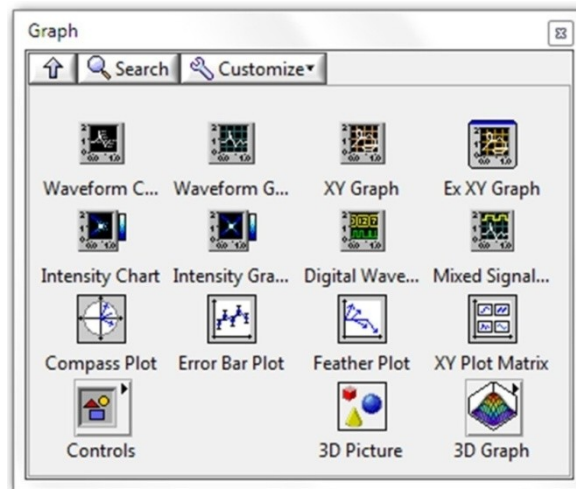 Graph
Search Customize
Waveform C... Waveform G... XY Graph Ex XY Graph
Intensity Chart Intensity Gra... Digital Wave... Mixed Signal...
Compass Plot Error Bar Plot Feather Plot XY Plot Matrix
Controls 3D Picture 3D Graph